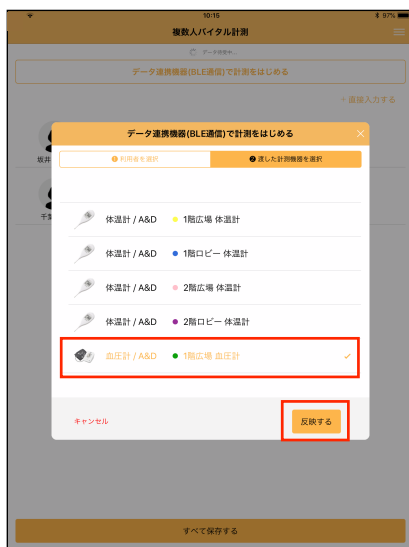 10:15
97%
複数人バイタル計測
データ検索中...
データ連携機器(BLE通信)で計測をはじめる
+ 直接入力する
坂井
千葉
データ連携機器(BLE通信)で計測をはじめる
❶ 利用者を選択
❷ 渡した計測機器を選択
体温計 / A&D ● 1階広場 体温計
体温計 / A&D ● 1階ロビー 体温計
体温計 / A&D ● 2階広場 体温計
体温計 / A&D ● 2階ロビー 体温計
血圧計 / A&D ● 1階広場 血圧計 ✓
キャンセル
反映する
すべて保存する